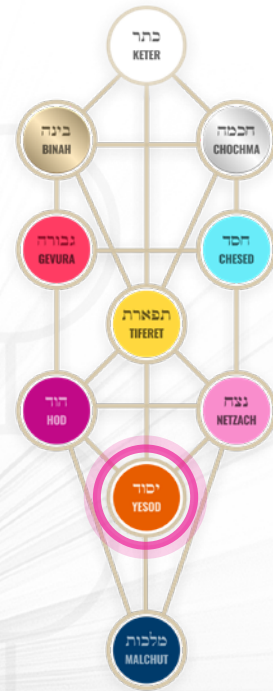 כתר
KETER
בינה
BINAH
חכמה
CHOCHMA
גבורה
GEVURA
חסד
CHESED
תפארת
TIFERET
הוד
HOD
נצח
NETZACH
יסוד
YESOD
מלכות
MALCHUT